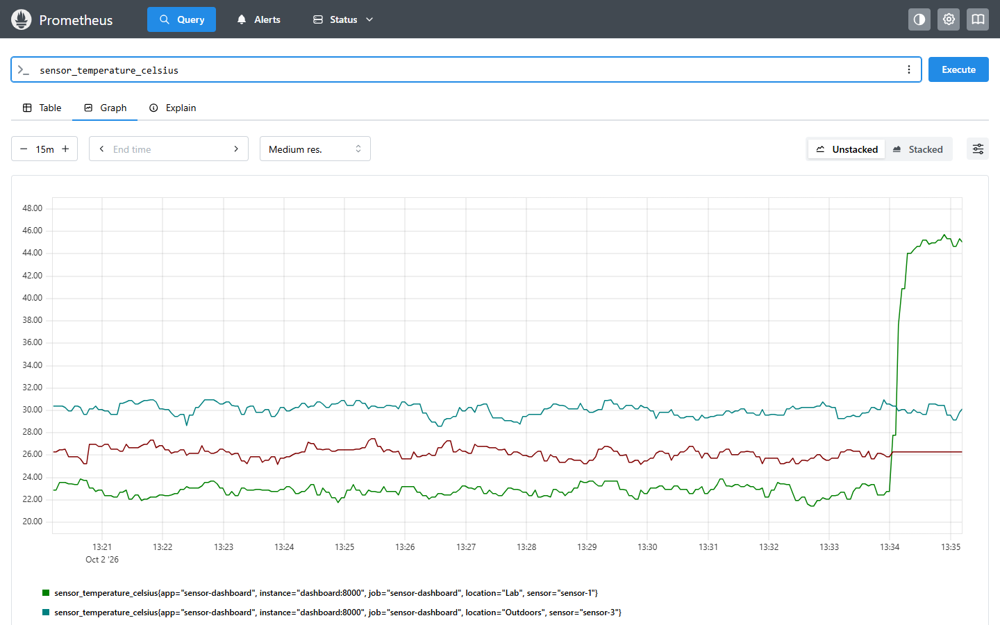 Prometheus
Query
Alerts
Status
sensor_temperature_celsius
Execute
Table
Graph
Explain
15m
End time
Medium res.
Unstacked
Stacked
48.00
46.00
44.00
42.00
40.00
38.00
36.00
34.00
32.00
30.00
28.00
26.00
24.00
22.00
20.00
13:21 13:22 13:23 13:24 13:25 13:26 13:27 13:28 13:29 13:30 13:31 13:32 13:33 13:34 13:35
Oct 2 '26
sensor_temperature_celsius{app="sensor-dashboard", instance="dashboard:8000", job="sensor-dashboard", location="Lab", sensor="sensor-1"}
sensor_temperature_celsius{app="sensor-dashboard", instance="dashboard:8000", job="sensor-dashboard", location="Outdoors", sensor="sensor-3"}